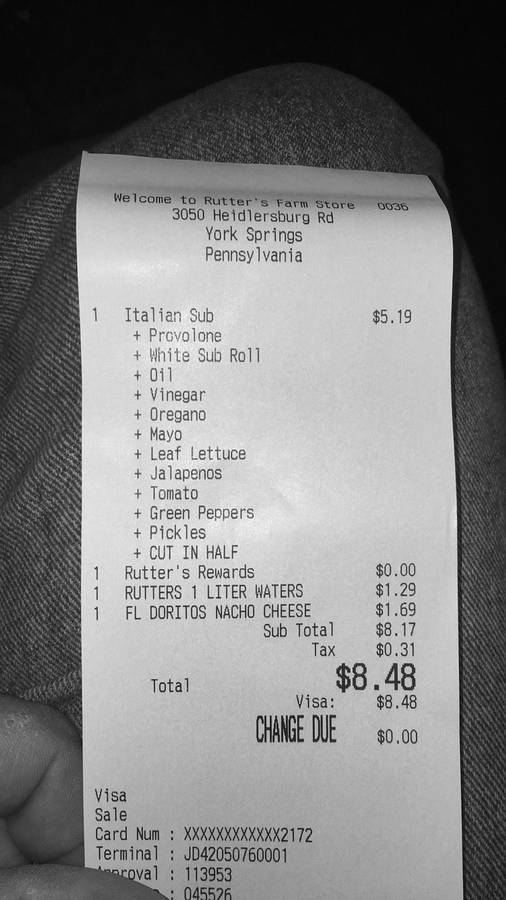 Welcome to Rutter's Farm Store 0036
3050 Heidlersburg Rd
York Springs
Pennsylvania
1 Italian Sub $5.19
+ Provolone
+ White Sub Roll
+ Oil
+ Vinegar
+ Oregano
+ Mayo
+ Leaf Lettuce
+ Jalapenos
+ Tomato
+ Green Peppers
+ Pickles
+ CUT IN HALF
1 Rutter's Rewards $0.00
1 RUTTERS 1 LITER WATERS $1.29
1 FL DORITOS NACHO CHEESE $1.69
Sub Total $8.17
Tax $0.31
Total $8.48
Visa: $8.48
CHANGE DUE $0.00
Visa
Sale
Card Num : XXXXXXXXXXXX2172
Terminal : JD42050760001
Approval : 113953
: 045526